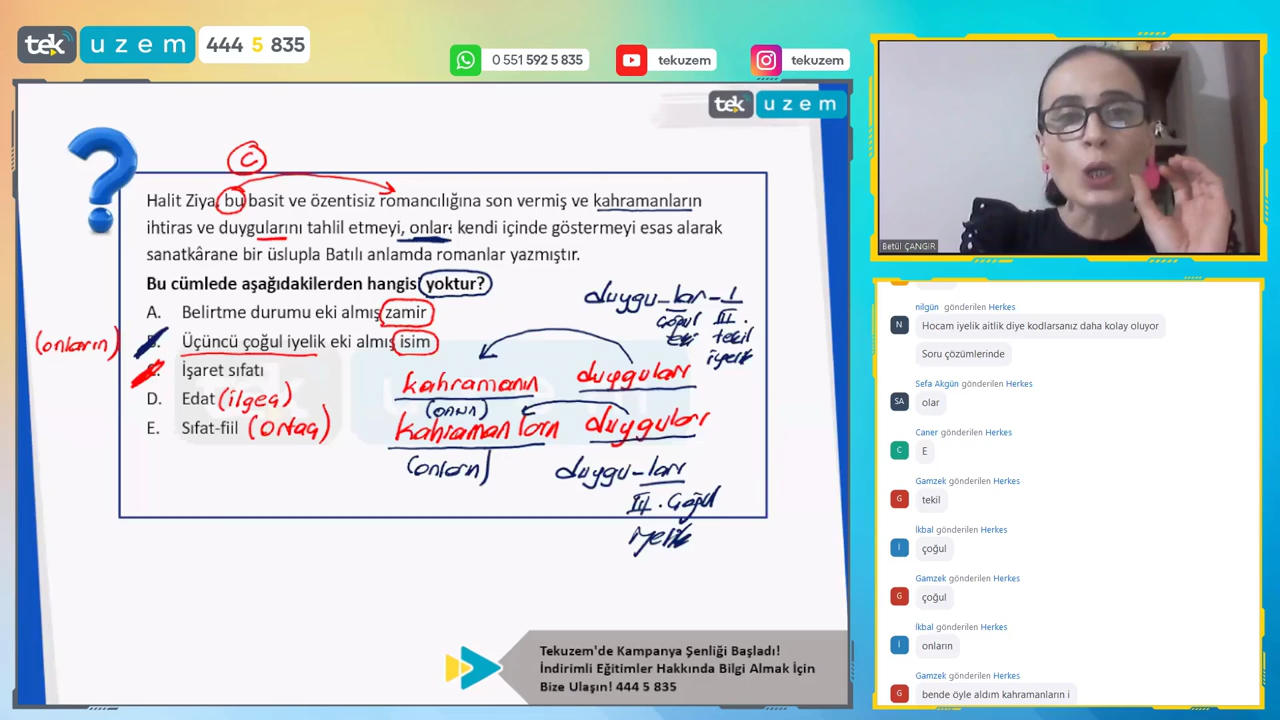 tek uzem 444 5 835
0 551 592 5 835
tekuzem
tekuzem
tek uzem
C
Halit Ziya, bu basit ve özentisiz romancılığına son vermiş ve kahramanların
ihtiras ve duygularını tahlil etmeyi, onları kendi içinde göstermeyi esas alarak
sanatkârane bir üslupla Batılı anlamda romanlar yazmıştır.
Bu cümlede aşağıdakilerden hangisi yoktur?
A. Belirtme durumu eki almış zamir
(onların)
B. Üçüncü çoğul iyelik eki almış isim
C. İşaret sıfatı
D. Edat (ilgeç)
E. Sıfat-fiil (ortaç)
duygu-lar-ı
çoğul eki
III. tekil iyelik
kahramanın duyguları
(onun)
kahramanların duyguları
(onların)
duygu-ları
III. çoğul
iyelik
Tekuzem'de Kampanya Şenliği Başladı!
İndirimli Eğitimler Hakkında Bilgi Almak İçin
Bize Ulaşın! 444 5 835
Betül ÇANGIR
nilgün gönderilen Herkes
N
Hocam iyelik aitlik diye kodlarsanız daha kolay oluyor
Soru çözümlerinde
Sefa Akgün gönderilen Herkes
SA
olar
Caner gönderilen Herkes
C
E
Gamzek gönderilen Herkes
G
tekil
İkbal gönderilen Herkes
İ
çoğul
Gamzek gönderilen Herkes
G
çoğul
İkbal gönderilen Herkes
İ
onların
Gamzek gönderilen Herkes
G
bende öyle aldım kahramanların i